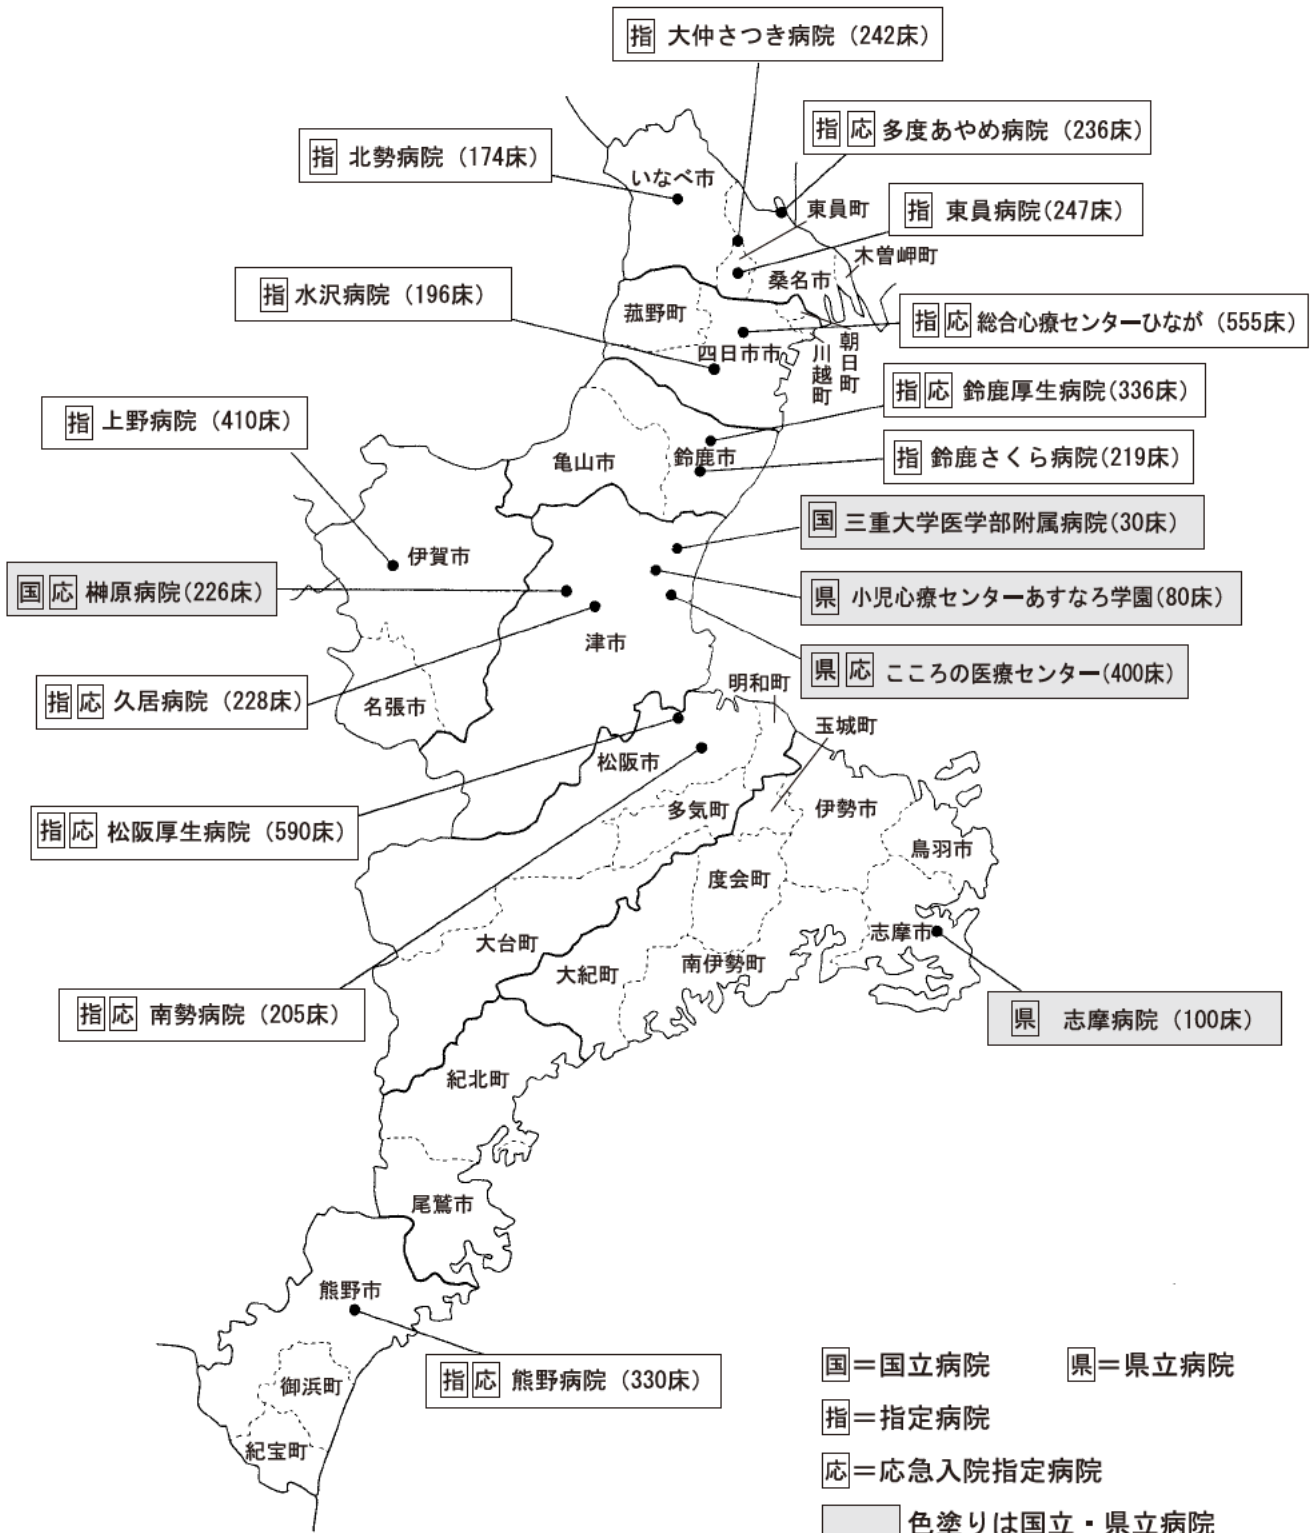 指 大仲さつき病院（242床）
指 応 多度あやめ病院（236床）
指 北勢病院（174床）
いなべ市
東員町
指 東員病院(247床）
木曽岬町
桑名市
指 水沢病院（196床）
菰野町
指 応 総合心療センターひなが（555床）
四日市市
川越町
朝日町
指 応 鈴鹿厚生病院(336床）
指 上野病院（410床）
亀山市
鈴鹿市
指 鈴鹿さくら病院(219床）
国 三重大学医学部附属病院(30床）
伊賀市
国 応 榊原病院(226床）
県 小児心療センターあすなろ学園(80床）
津市
県 応 こころの医療センター(400床）
指 応 久居病院（228床）
名張市
明和町
玉城町
松阪市
指 応 松阪厚生病院（590床）
多気町
伊勢市
鳥羽市
度会町
大台町
志摩市
大紀町
南伊勢町
指 応 南勢病院（205床）
県 志摩病院（100床）
紀北町
尾鷲市
熊野市
指 応 熊野病院（330床）
御浜町
紀宝町
国＝国立病院 県＝県立病院
指＝指定病院
応＝応急入院指定病院
色塗りは国立・県立病院